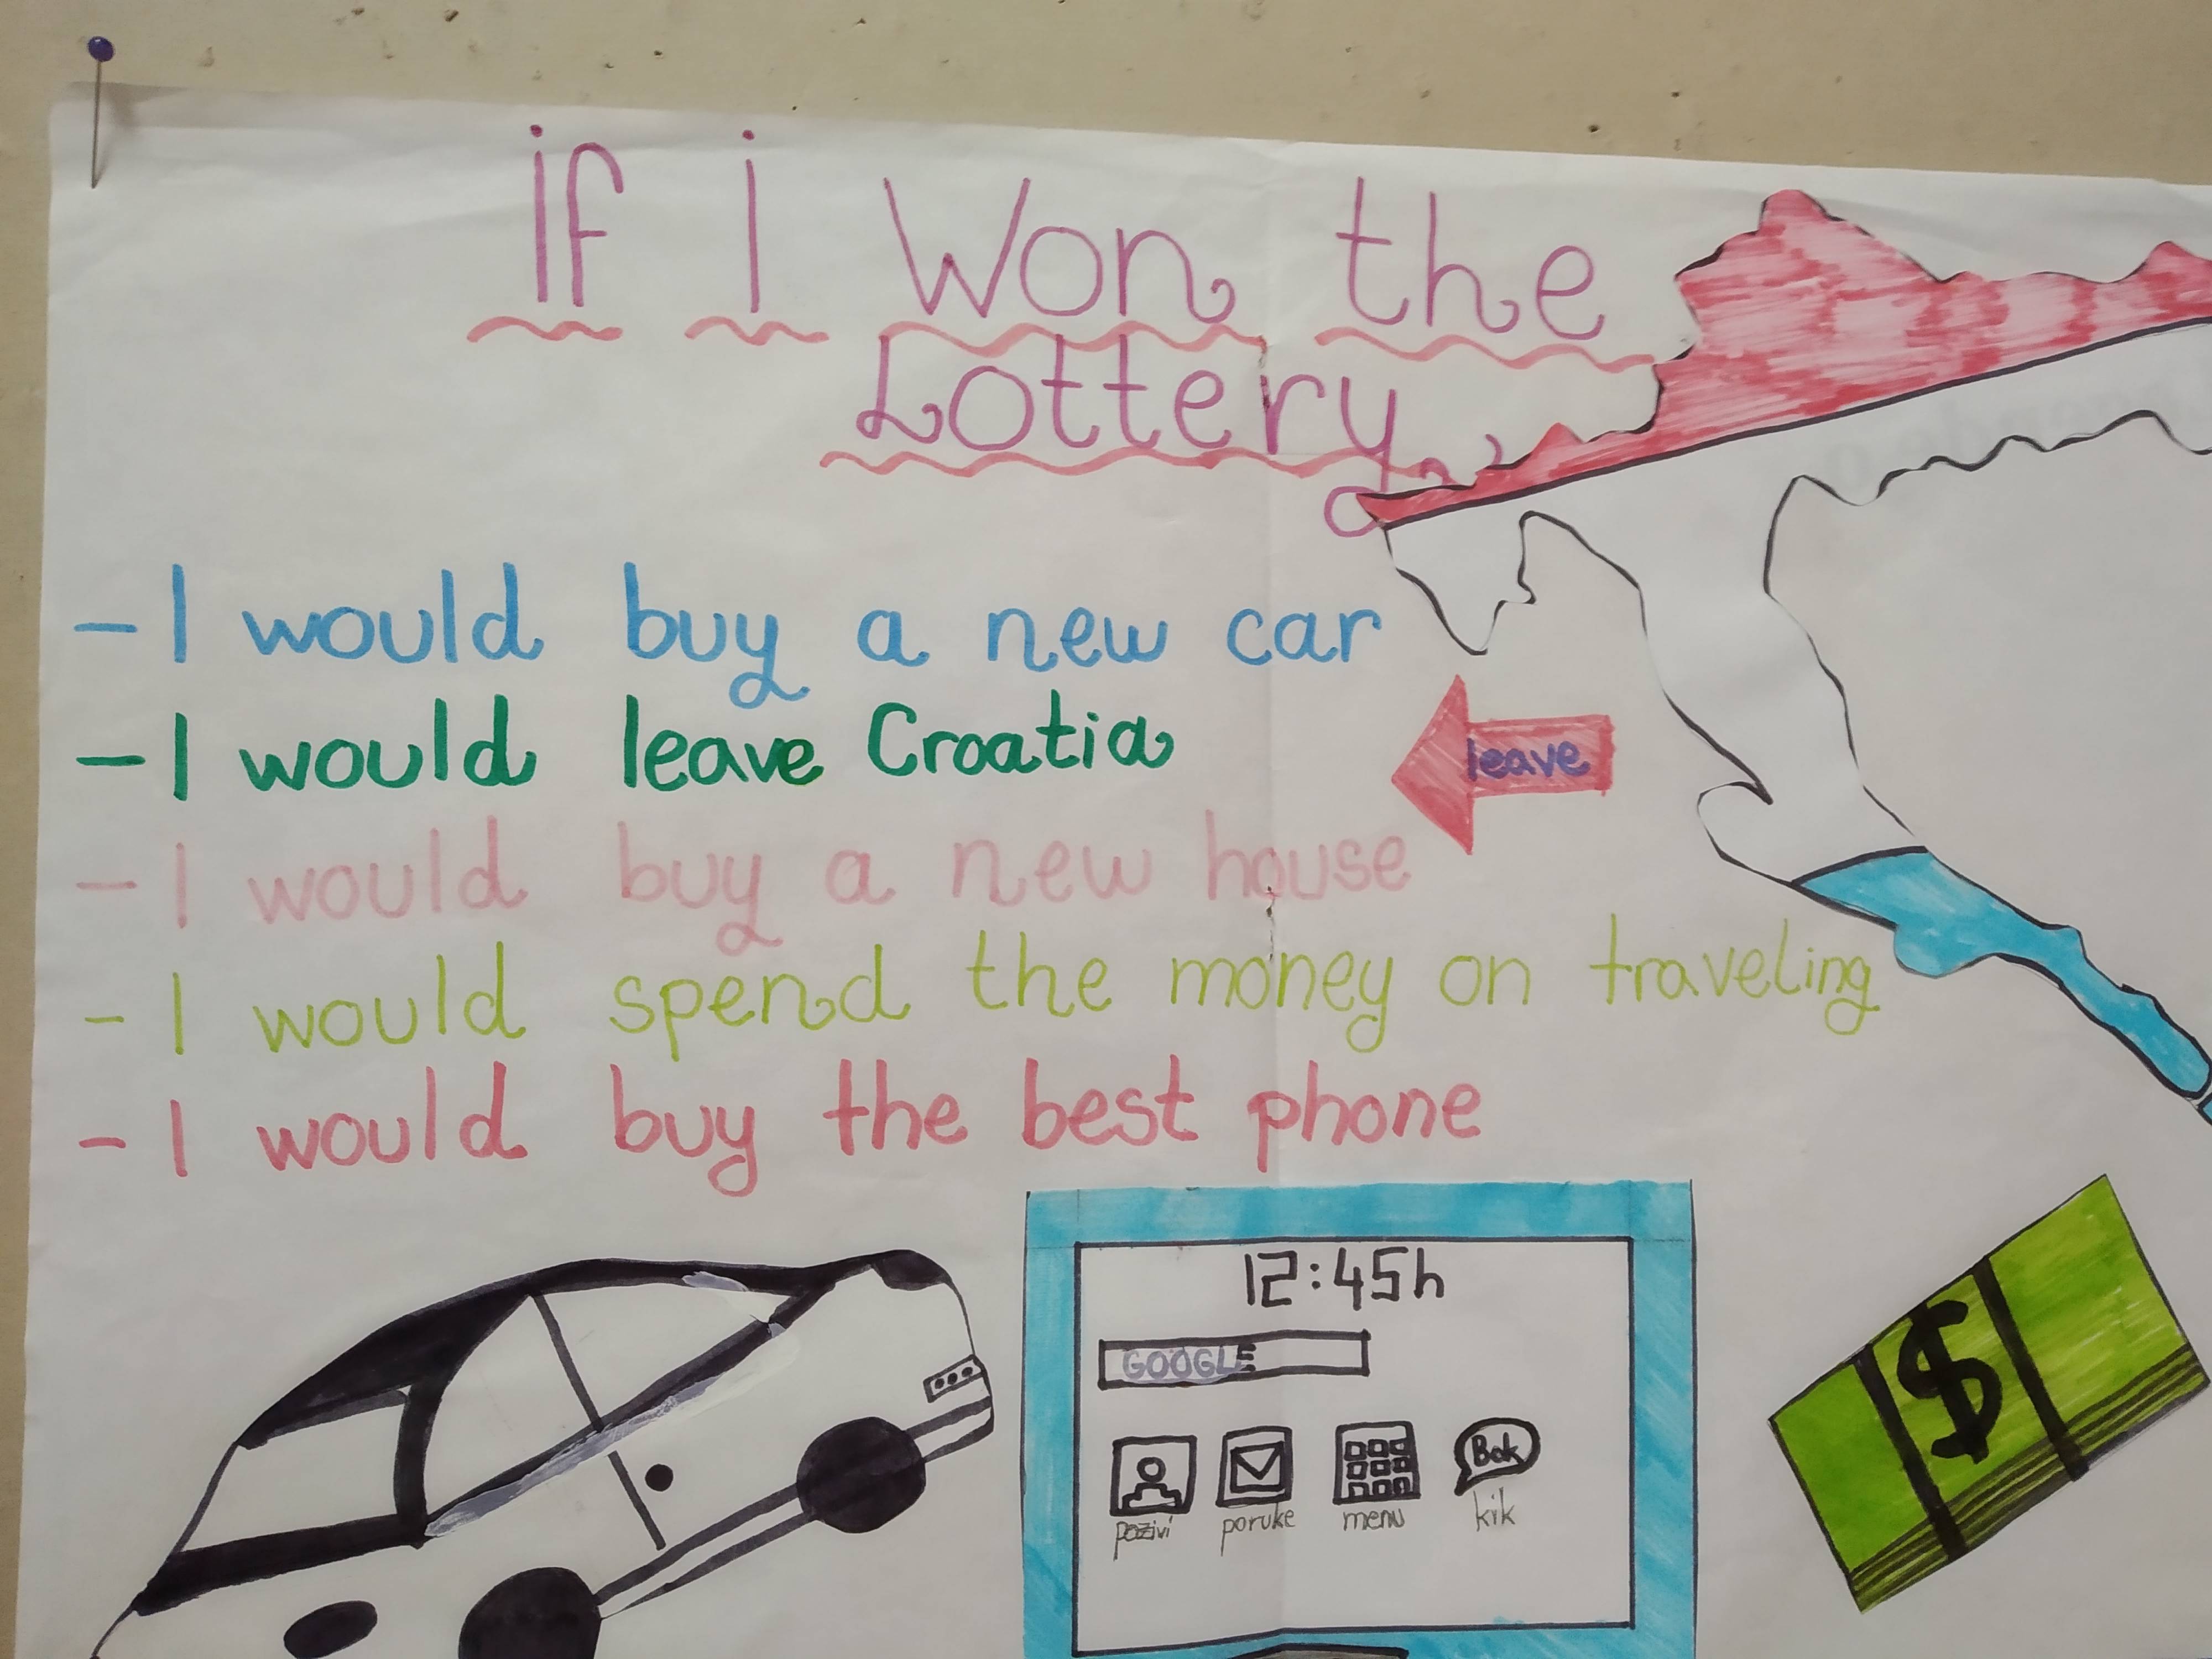 If I Won the
Lottery
- I would buy a new car
- I would leave Croatia
leave
- I would buy a new house
- I would spend the money on traveling
- I would buy the best phone
12:45h
GOOGLE
Bok
pozivi poruke menu kik
$